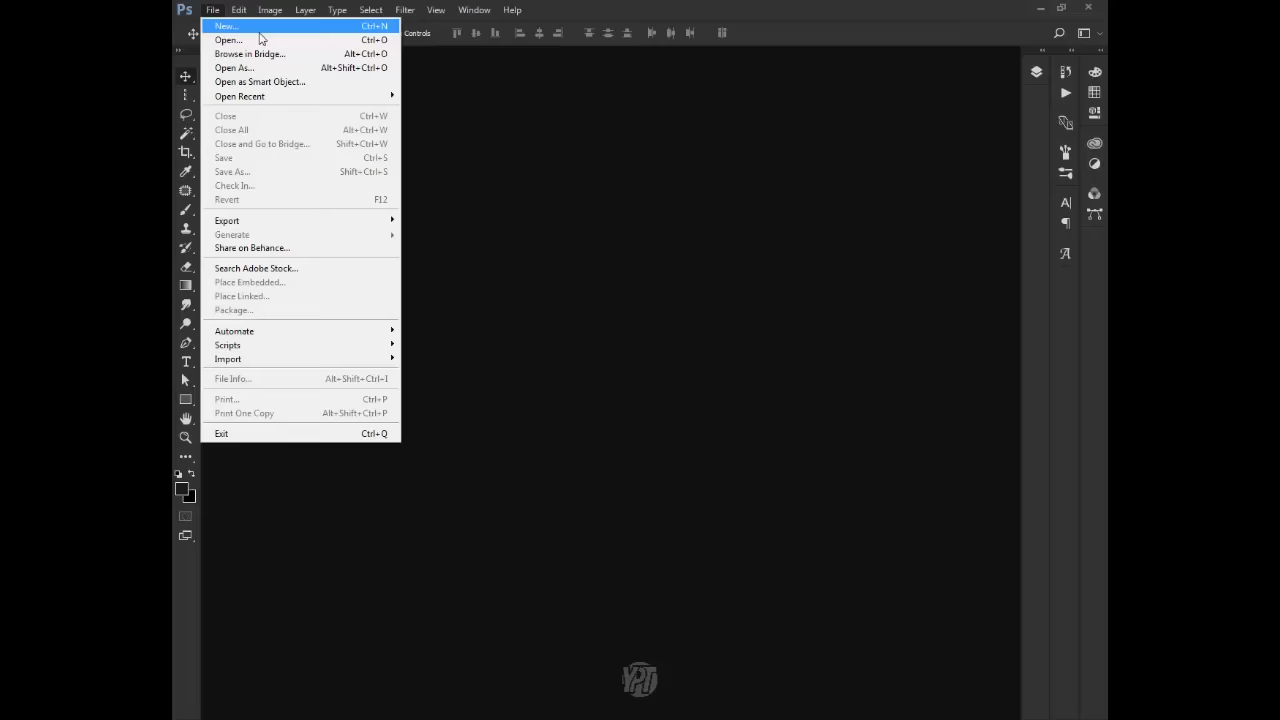 Ps File Edit Image Layer Type Select Filter View Window Help
Controls
New... Ctrl+N
Open... Ctrl+O
Browse in Bridge... Alt+Ctrl+O
Open As... Alt+Shift+Ctrl+O
Open as Smart Object...
Open Recent
Close Ctrl+W
Close All Alt+Ctrl+W
Close and Go to Bridge... Shift+Ctrl+W
Save Ctrl+S
Save As... Shift+Ctrl+S
Check In...
Revert F12
Export
Generate
Share on Behance...
Search Adobe Stock...
Place Embedded...
Place Linked...
Package...
Automate
Scripts
Import
File Info... Alt+Shift+Ctrl+I
Print... Ctrl+P
Print One Copy Alt+Shift+Ctrl+P
Exit Ctrl+Q
YPT